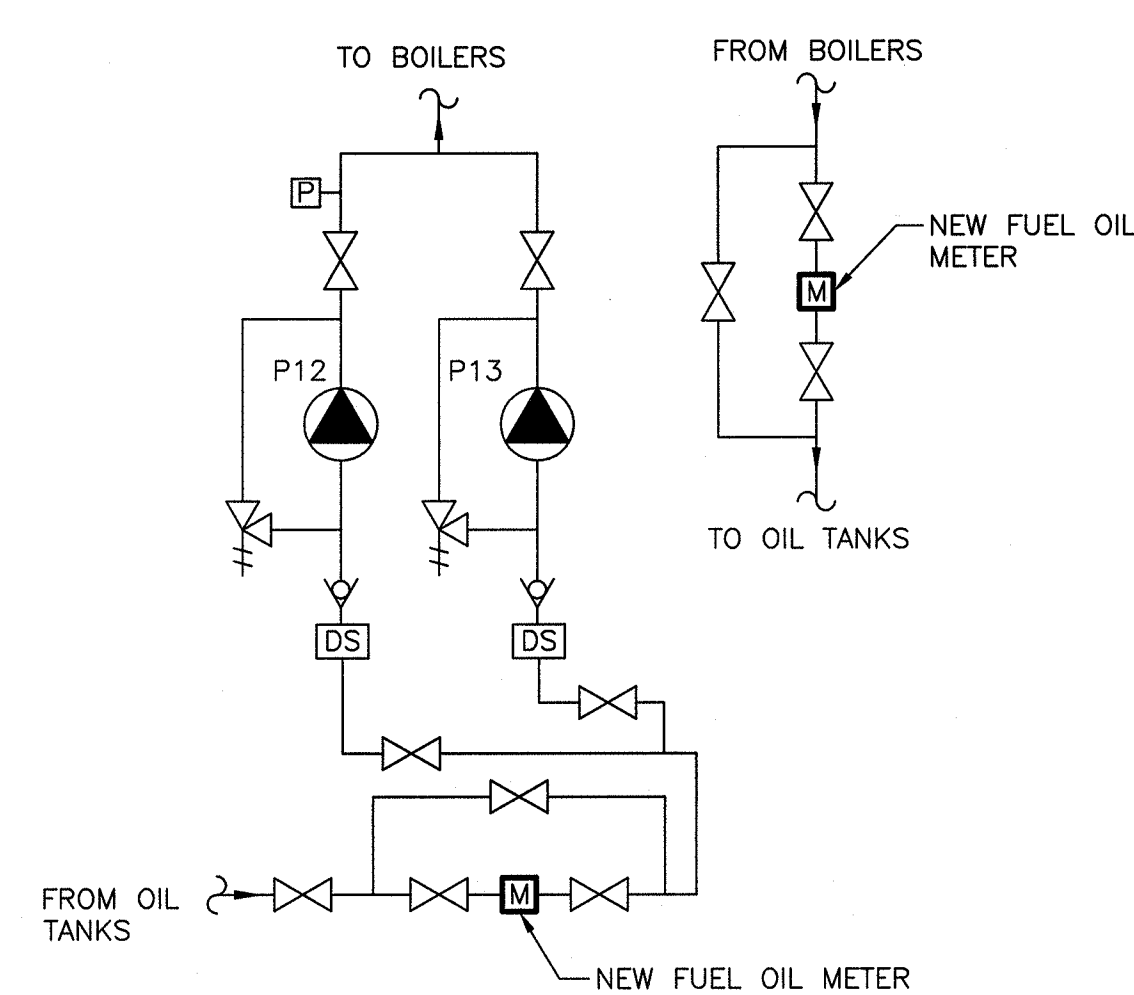 TO BOILERS
FROM BOILERS
P
NEW FUEL OIL
METER
M
P12
P13
TO OIL TANKS
DS
DS
FROM OIL
TANKS
M
NEW FUEL OIL METER